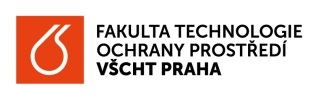 FAKULTA TECHNOLOGIE
OCHRANY PROSTŘEDÍ
VŠCHT PRAHA